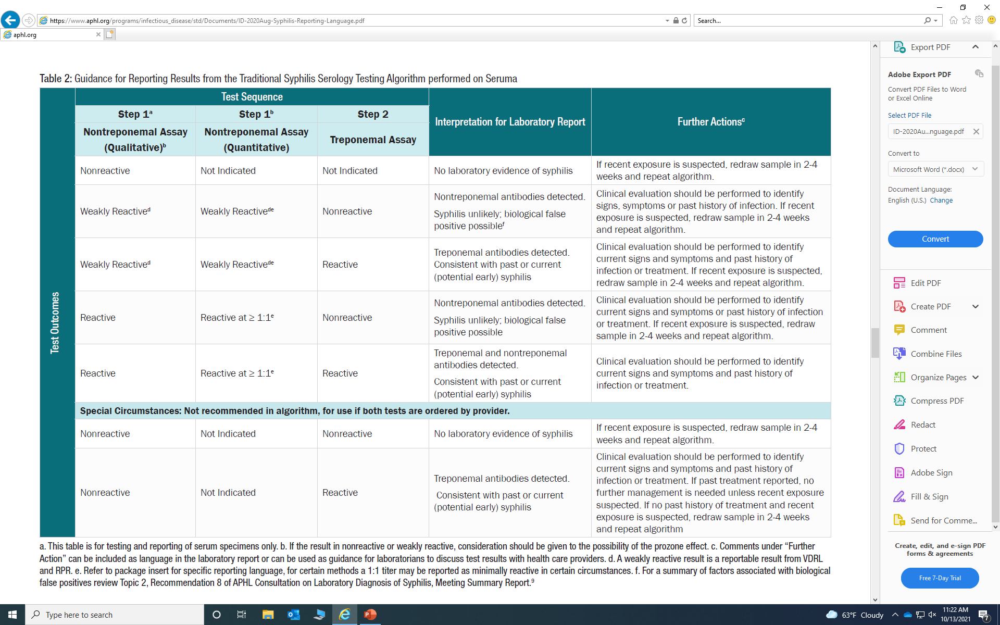 https://www.aphl.org/programs/infectious_disease/std/Documents/ID-2020Aug-Syphilis-Reporting-Language.pdf
Search...
aphl.org
Table 2: Guidance for Reporting Results from the Traditional Syphilis Serology Testing Algorithm performed on Seruma
Test Sequence
Step 1a
Step 1b
Step 2
Interpretation for Laboratory Report
Further Actionsc
Nontreponemal Assay
(Qualitative)b
Nontreponemal Assay
(Quantitative)
Treponemal Assay
Test Outcomes
Nonreactive
Not Indicated
Not Indicated
No laboratory evidence of syphilis
If recent exposure is suspected, redraw sample in 2-4
weeks and repeat algorithm.
Weakly Reactived
Weakly Reactivede
Nonreactive
Nontreponemal antibodies detected.
Syphilis unlikely; biological false
positive possiblef
Clinical evaluation should be performed to identify
signs, symptoms or past history of infection. If recent
exposure is suspected, redraw sample in 2-4 weeks
and repeat algorithm.
Weakly Reactived
Weakly Reactivede
Reactive
Treponemal antibodies detected.
Consistent with past or current
(potential early) syphilis
Clinical evaluation should be performed to identify
current signs and symptoms and past history of
infection or treatment. If recent exposure is suspected,
redraw sample in 2-4 weeks and repeat algorithm.
Reactive
Reactive at ≥ 1:1e
Nonreactive
Nontreponemal antibodies detected.
Syphilis unlikely; biological false
positive possible
Clinical evaluation should be performed to identify
current signs and symptoms or past history of infection
or treatment. If recent exposure is suspected, redraw
sample in 2-4 weeks and repeat algorithm.
Reactive
Reactive at ≥ 1:1e
Reactive
Treponemal and nontreponemal
antibodies detected.
Consistent with past or current
(potential early) syphilis
Clinical evaluation should be performed to identify
current signs and symptoms and past history of
infection or treatment.
Special Circumstances: Not recommended in algorithm, for use if both tests are ordered by provider.
Nonreactive
Not Indicated
Nonreactive
No laboratory evidence of syphilis
If recent exposure is suspected, redraw sample in 2-4
weeks and repeat algorithm.
Nonreactive
Not Indicated
Reactive
Treponemal antibodies detected.
Consistent with past or current
(potential early) syphilis
Clinical evaluation should be performed to identify
current signs and symptoms and past history of
infection or treatment. If past treatment reported, no
further management is needed unless recent exposure
suspected. If no past history of treatment and recent
exposure is suspected, redraw sample in 2-4 weeks
and repeat algorithm
a. This table is for testing and reporting of serum specimens only. b. If the result in nonreactive or weakly reactive, consideration should be given to the possibility of the prozone effect. c. Comments under “Further
Action” can be included as language in the laboratory report or can be used as guidance for laboratorians to discuss test results with health care providers. d. A weakly reactive result is a reportable result from VDRL
and RPR. e. Refer to package insert for specific reporting language, for certain methods a 1:1 titer may be reported as minimally reactive in certain circumstances. f. For a summary of factors associated with biological
false positives review Topic 2, Recommendation 8 of APHL Consultation on Laboratory Diagnosis of Syphilis, Meeting Summary Report.9
Export PDF
Adobe Export PDF
Convert PDF Files to Word
or Excel Online
Select PDF File
ID-2020Au...nguage.pdf
Convert to
Microsoft Word (*.docx)
Document Language:
English (U.S.) Change
Convert
Edit PDF
Create PDF
Comment
Combine Files
Organize Pages
Compress PDF
Redact
Protect
Adobe Sign
Fill & Sign
Send for Comme...
Create, edit, and e-sign PDF
forms & agreements
Free 7-Day Trial
Type here to search
63°F Cloudy
11:22 AM
10/13/2021
7